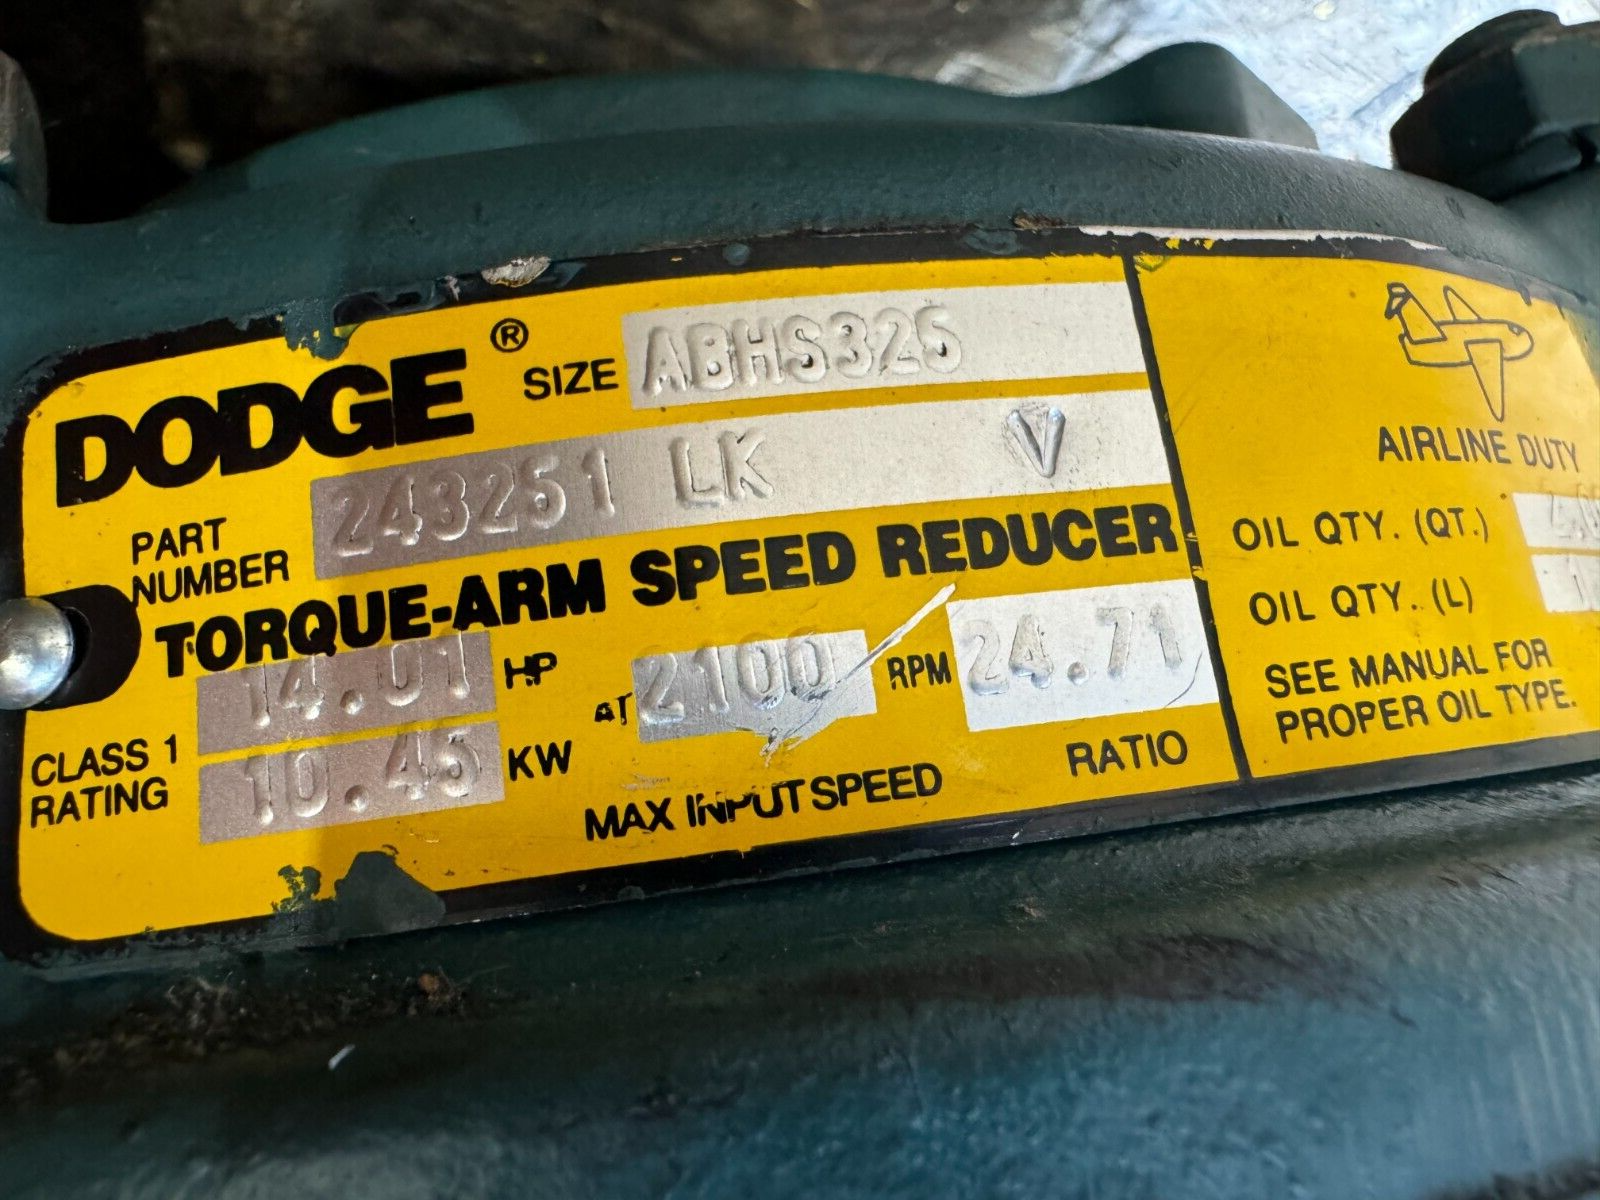 DODGE ® SIZE ABHS325
PART NUMBER 243251 LK V
TORQUE-ARM SPEED REDUCER
CLASS 1 RATING
14.01 HP AT 2100 RPM 24.71
10.45 KW
MAX INPUT SPEED
RATIO
AIRLINE DUTY
OIL QTY. (QT.)
OIL QTY. (L)
SEE MANUAL FOR
PROPER OIL TYPE.